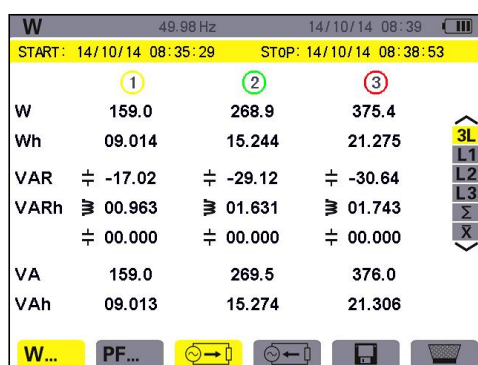 W 49.98 Hz 14/10/14 08:39
START: 14/10/14 08:35:29 STOP: 14/10/14 08:38:53
1 2 3
W 159.0 268.9 375.4
Wh 09.014 15.244 21.275
VAR -17.02 -29.12 -30.64
VARh 00.963 01.631 01.743
00.000 00.000 00.000
VA 159.0 269.5 376.0
VAh 09.013 15.274 21.306
3L
L1
L2
L3
Σ
X̅
W... PF...